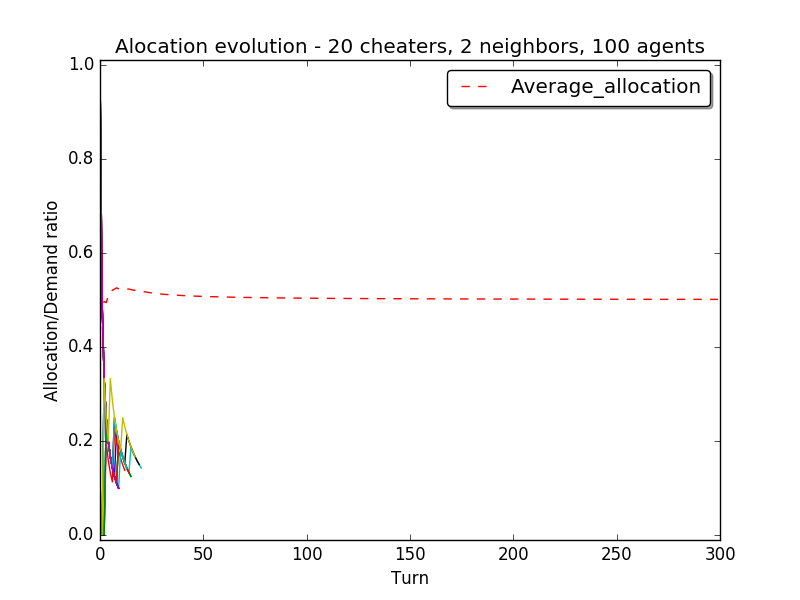 Alocation evolution - 20 cheaters, 2 neighbors, 100 agents
1.0
Average_allocation
0.8
0.6
Allocation/Demand ratio
0.4
0.2
0.0
0 50 100 150 200 250 300
Turn